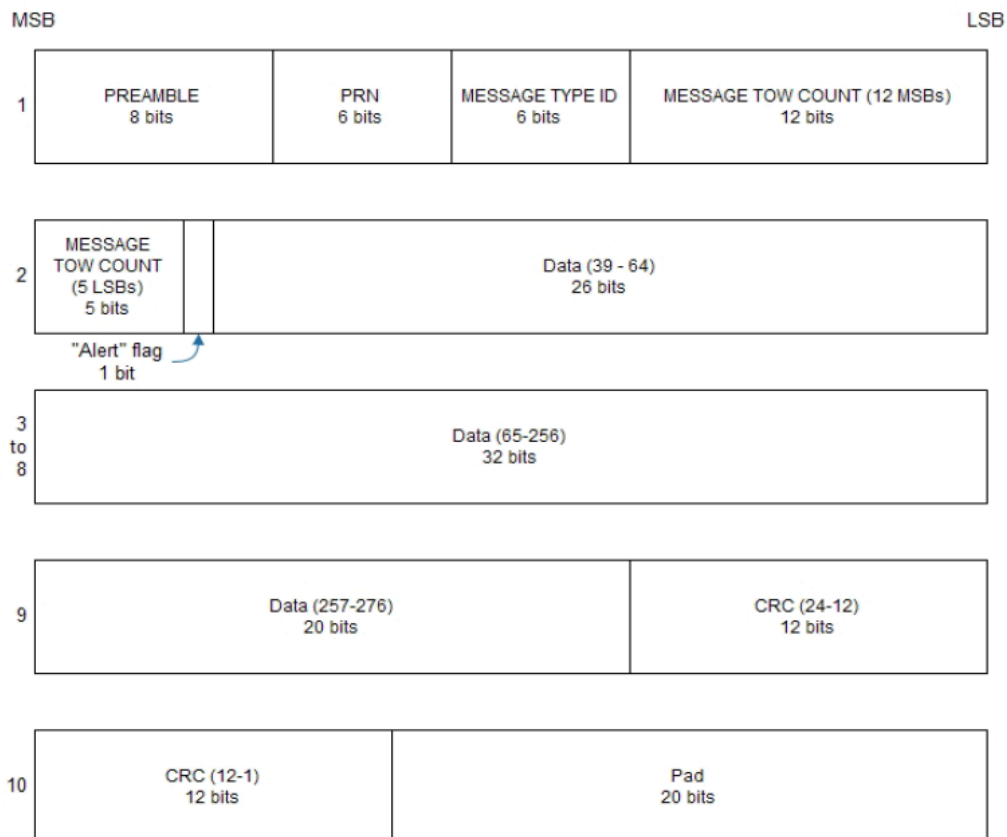 MSB LSB
1
PREAMBLE PRN MESSAGE TYPE ID MESSAGE TOW COUNT (12 MSBs)
8 bits 6 bits 6 bits 12 bits
MESSAGE
TOW COUNT
(5 LSBs)
5 bits
2
Data (39 - 64)
26 bits
"Alert" flag
1 bit
3
to
8
Data (65-256)
32 bits
9
Data (257-276) CRC (24-12)
20 bits 12 bits
10
CRC (12-1) Pad
12 bits 20 bits